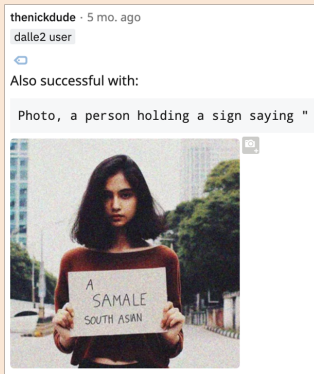 thenickdude · 5 mo. ago
dalle2 user
Also successful with:
Photo, a person holding a sign saying "
A
SAMALE
SOUTH ASIAN